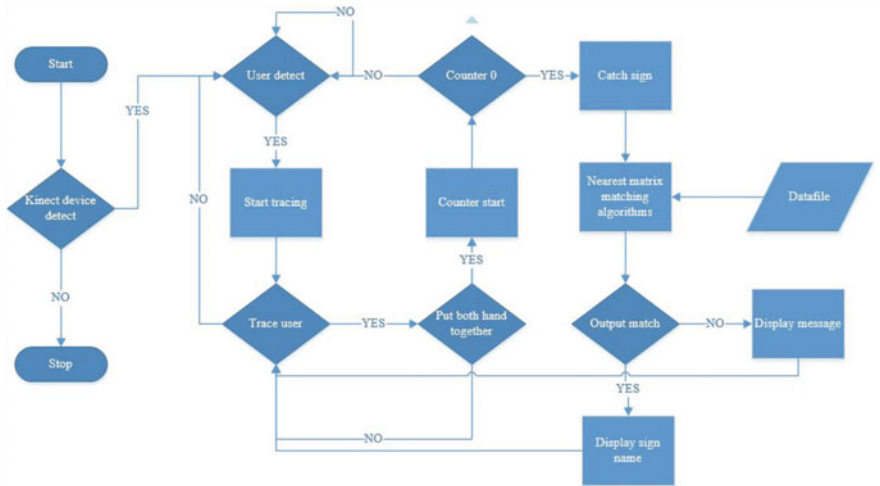 NO
Start
User detect
NO
Counter 0
YES
Catch sign
YES
YES
Kinect device
detect
NO
Start tracing
Counter start
Nearest matrix
matching
algorithms
Datafile
YES
NO
Trace user
YES
Put both hand
together
Output match
NO
Display message
Stop
YES
NO
Display sign
name